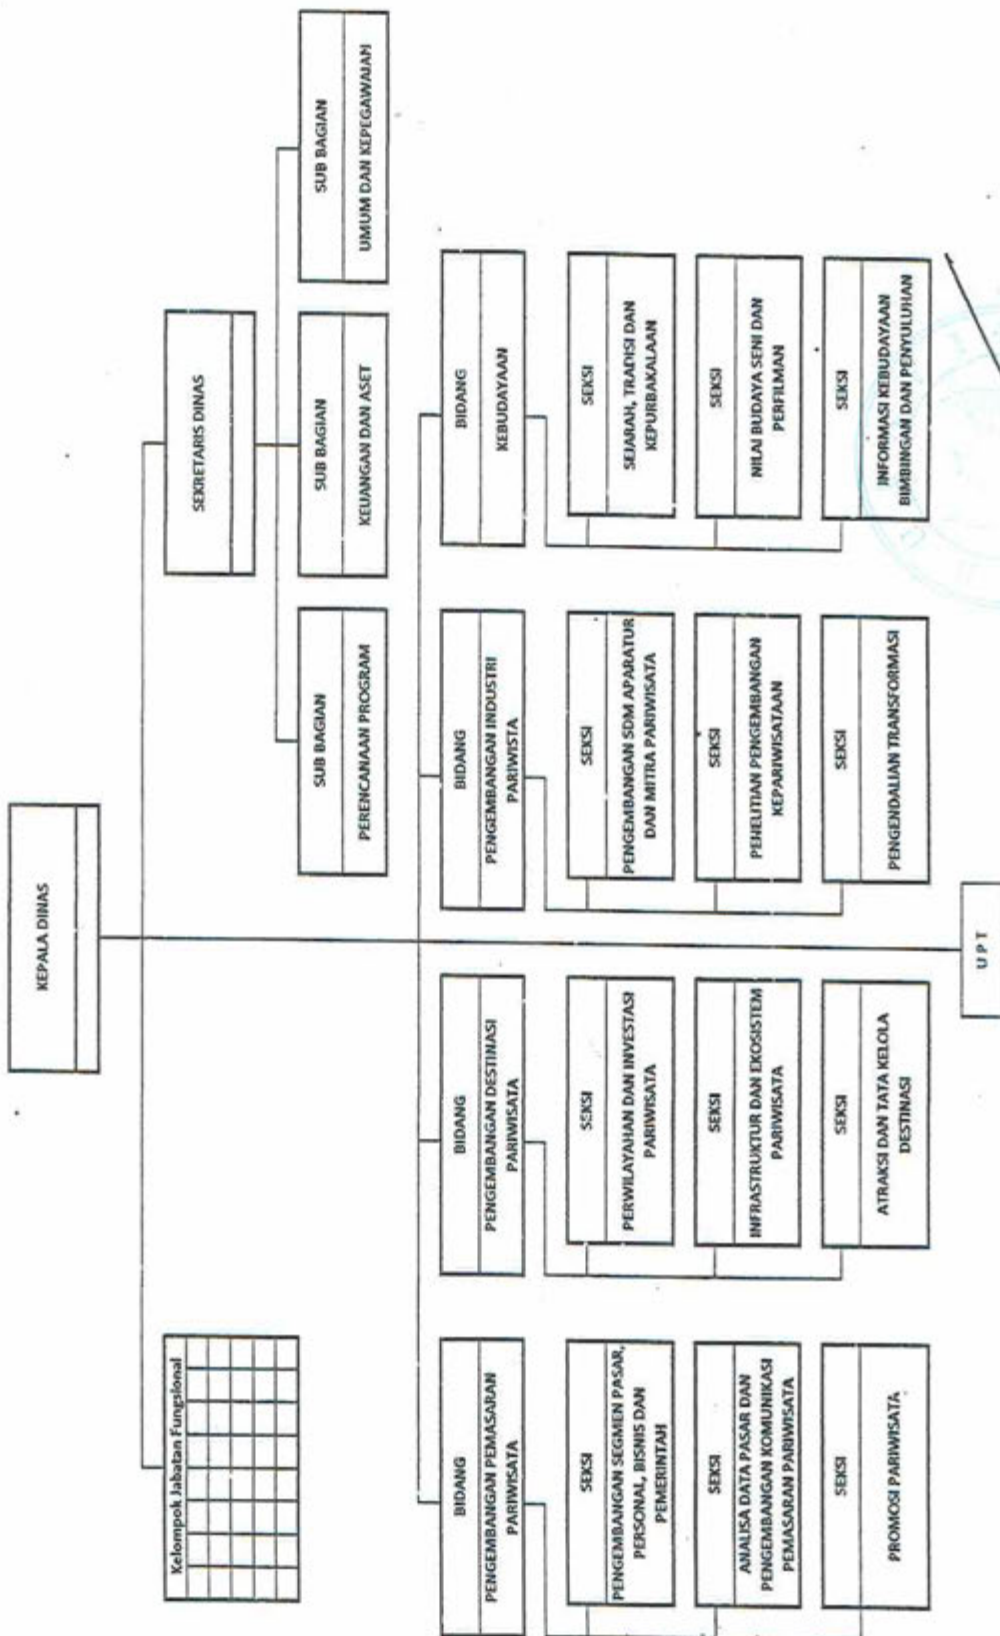 KEPALA DINAS
Kelompok Jabatan Fungsional
SEKRETARIS DINAS
SUB BAGIAN
PERENCANAAN PROGRAM
SUB BAGIAN
KEUANGAN DAN ASET
SUB BAGIAN
UMUM DAN KEPEGAWAIAN
BIDANG
PENGEMBANGAN PEMASARAN
PARIWISATA
SEKSI
PENGEMBANGAN SEGMEN PASAR,
PERSONAL, BISNIS DAN
PEMERINTAH
SEKSI
ANALISA DATA PASAR DAN
PENGEMBANGAN KOMUNIKASI
PEMASARAN PARIWISATA
SEKSI
PROMOSI PARIWISATA
BIDANG
PENGEMBANGAN DESTINASI
PARIWISATA
SEKSI
PERWILAYAHAN DAN INVESTASI
PARIWISATA
SEKSI
INFRASTRUKTUR DAN EKOSISTEM
PARIWISATA
SEKSI
ATRAKSI DAN TATA KELOLA
DESTINASI
BIDANG
PENGEMBANGAN INDUSTRI
PARIWISTA
SEKSI
PENGEMBANGAN SDM APARATUR
DAN MITRA PARIWISATA
SEKSI
PENELITIAN PENGEMBANGAN
KEPARIWISATAAN
SEKSI
PENGENDALIAN TRANSFORMASI
BIDANG
KEBUDAYAAN
SEKSI
SEJARAH, TRADISI DAN
KEPURBAKALAAN
SEKSI
NILAI BUDAYA SENI DAN
PERFILMAN
SEKSI
INFORMASI KEBUDAYAAN
BIMBINGAN DAN PENYULUHAN
U P T